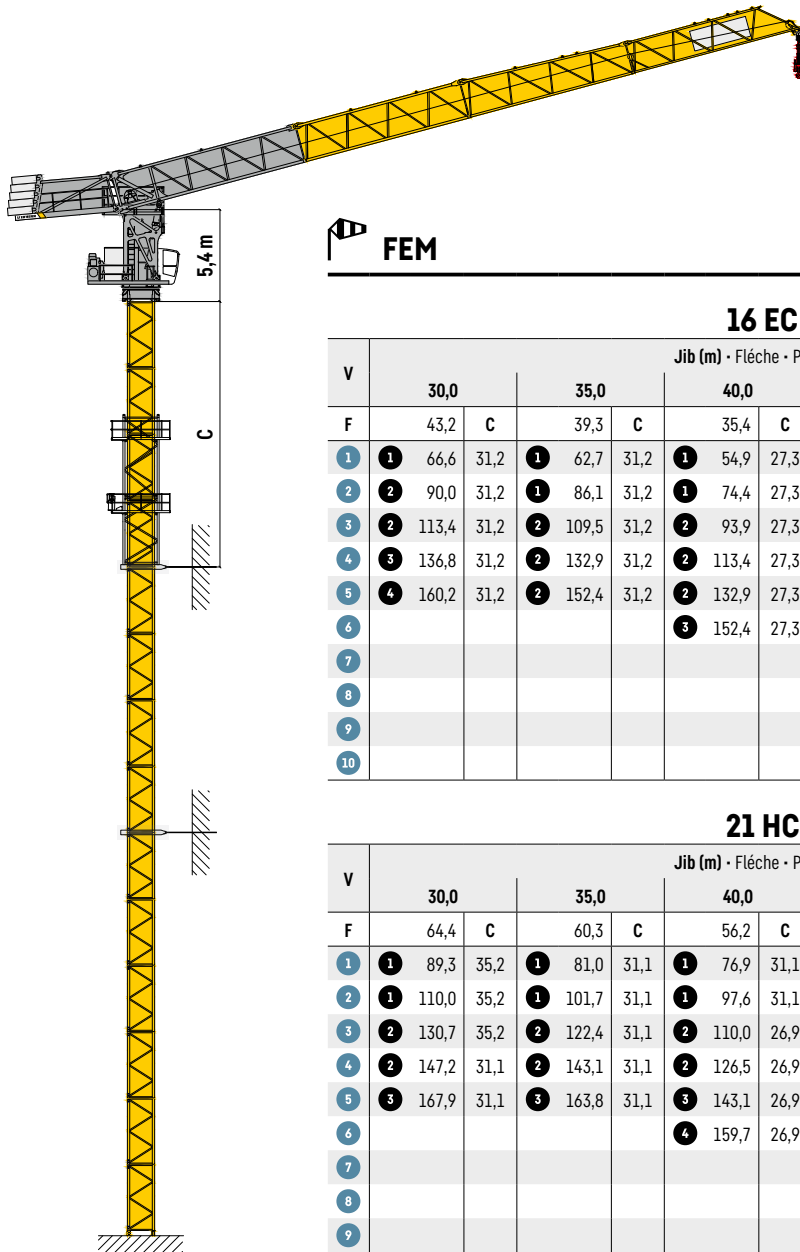 5,4 m
C
FEM
16 EC
V Jib (m) · Fléche · P
30,0 35,0 40,0
F 43,2 C 39,3 C 35,4 C
1 1 66,6 31,2 1 62,7 31,2 1 54,9 27,3
2 2 90,0 31,2 1 86,1 31,2 1 74,4 27,3
3 2 113,4 31,2 2 109,5 31,2 2 93,9 27,3
4 3 136,8 31,2 2 132,9 31,2 2 113,4 27,3
5 4 160,2 31,2 2 152,4 31,2 2 132,9 27,3
6 3 152,4 27,3
7
8
9
10
21 HC
V Jib (m) · Fléche · P
30,0 35,0 40,0
F 64,4 C 60,3 C 56,2 C
1 1 89,3 35,2 1 81,0 31,1 1 76,9 31,1
2 1 110,0 35,2 1 101,7 31,1 1 97,6 31,1
3 2 130,7 35,2 2 122,4 31,1 2 110,0 26,9
4 2 147,2 31,1 2 143,1 31,1 2 126,5 26,9
5 3 167,9 31,1 3 163,8 31,1 3 143,1 26,9
6 4 159,7 26,9
7
8
9